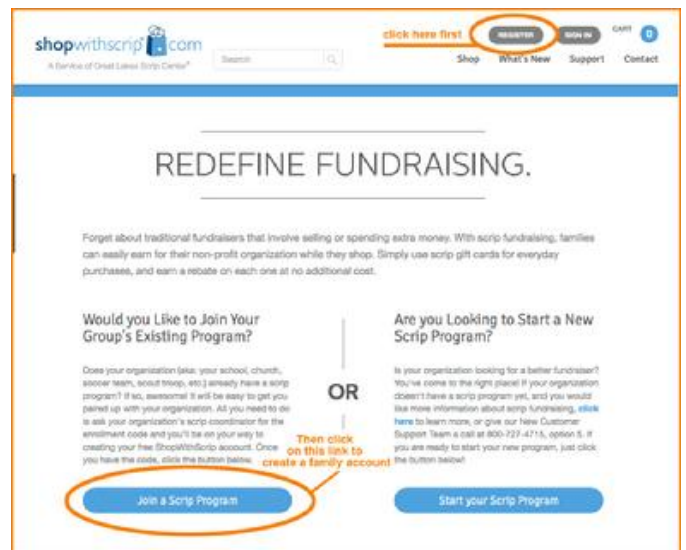 click here first
REGISTER
SIGN IN
CART
0
shopwithscrip.com
A Service of Great Lakes Scrip Center®
Search
Shop What's New Support Contact
REDEFINE FUNDRAISING.
Forget about traditional fundraisers that involve selling or spending extra money. With scrip fundraising, families
can easily earn for their non-profit organization while they shop. Simply use scrip gift cards for everyday
purchases, and earn a rebate on each one at no additional cost.
Would you Like to Join Your
Group's Existing Program?
Does your organization (aka: your school, church,
soccer team, scout troop, etc.) already have a scrip
program? If so, awesome! It will be easy to get you
paired up with your organization. All you need to do
is ask your organization's scrip coordinator for the
enrollment code and you'll be on your way to
creating your free ShopWithScrip account. Once
you have the code, click the button below.
Join a Scrip Program
OR
Then click
on this link to
create a family account
Are you Looking to Start a New
Scrip Program?
Is your organization looking for a better fundraiser?
You've come to the right place! If your organization
doesn't have a scrip program yet, and you would
like more information about scrip fundraising, click
here to learn more, or give our New Customer
Support Team a call at 800-727-4715, option 5. If
you are ready to start your new program, just click
the button below!
Start your Scrip Program